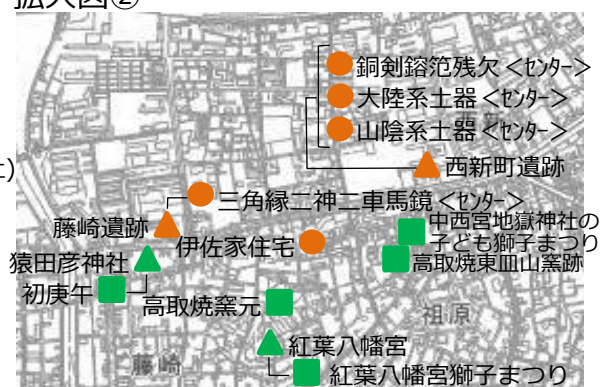 拡大図②
銅剣鎔范残欠<センター>
大陸系土器<センター>
山陰系土器<センター>
西新町遺跡
三角縁二神二車馬鏡<センター>
藤崎遺跡
伊佐家住宅
中西宮地嶽神社の
子ども獅子まつり
高取焼東皿山窯跡
猿田彦神社
初庚午
高取焼窯元
祖原
紅葉八幡宮
藤崎
紅葉八幡宮獅子まつり